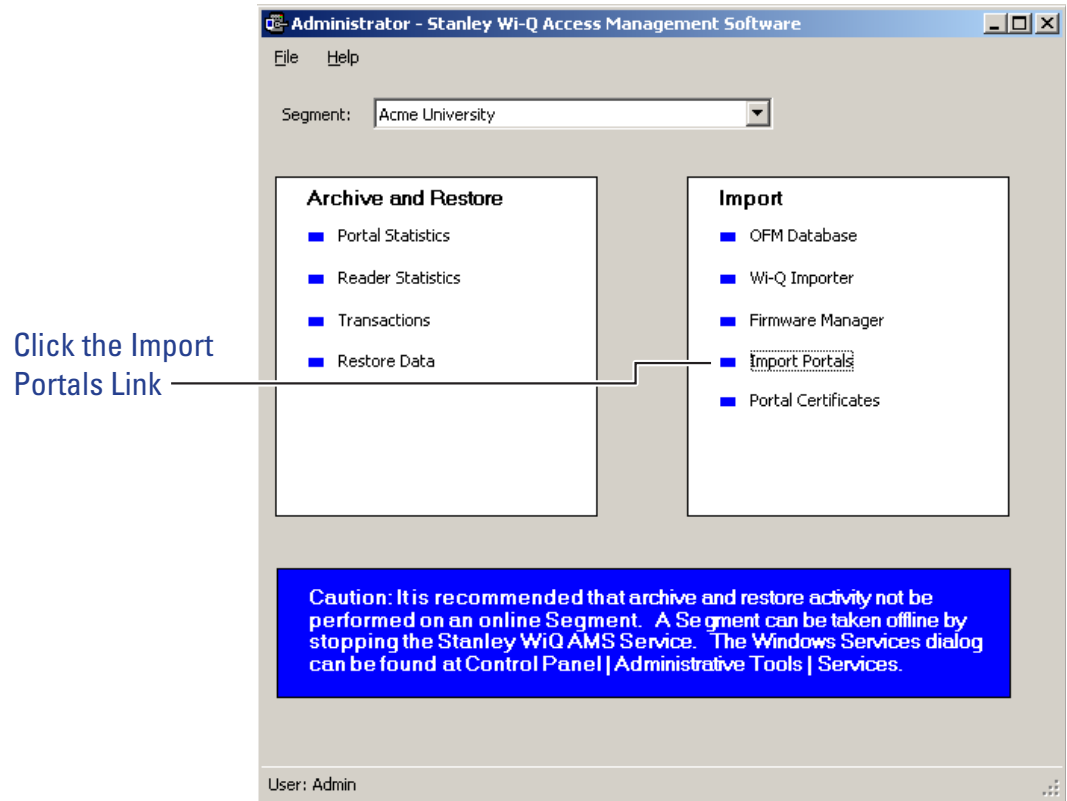 Administrator - Stanley Wi-Q Access Management Software
File Help
Segment: Acme University
Archive and Restore
Portal Statistics
Reader Statistics
Transactions
Restore Data
Import
OFM Database
Wi-Q Importer
Firmware Manager
Import Portals
Portal Certificates
Click the Import
Portals Link
Caution: It is recommended that archive and restore activity not be
performed on an online Segment. A Segment can be taken offline by
stopping the Stanley WiQ AMS Service. The Windows Services dialog
can be found at Control Panel | Administrative Tools | Services.
User: Admin